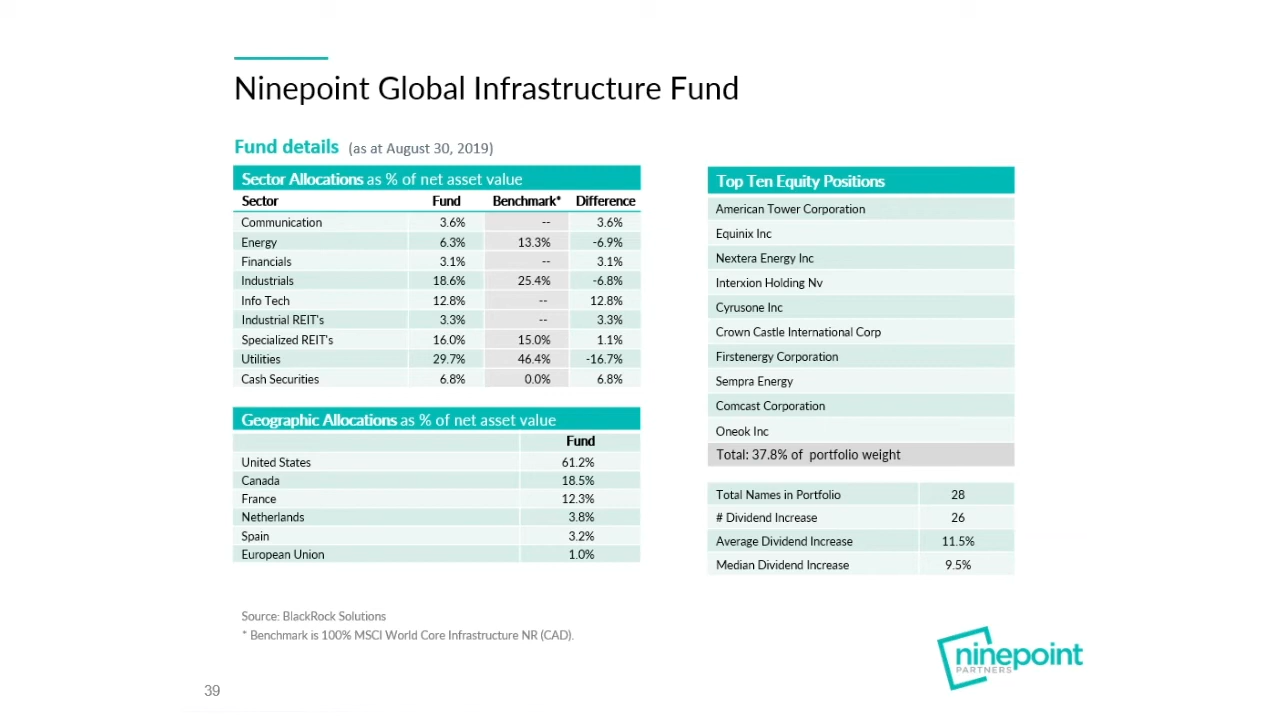 Ninepoint Global Infrastructure Fund
Fund details (as at August 30, 2019)
Sector Allocations as % of net asset value
Sector Fund Benchmark* Difference
Communication 3.6% -- 3.6%
Energy 6.3% 13.3% -6.9%
Financials 3.1% -- 3.1%
Industrials 18.6% 25.4% -6.8%
Info Tech 12.8% -- 12.8%
Industrial REIT's 3.3% -- 3.3%
Specialized REIT's 16.0% 15.0% 1.1%
Utilities 29.7% 46.4% -16.7%
Cash Securities 6.8% 0.0% 6.8%
Geographic Allocations as % of net asset value
Fund
United States 61.2%
Canada 18.5%
France 12.3%
Netherlands 3.8%
Spain 3.2%
European Union 1.0%
Top Ten Equity Positions
American Tower Corporation
Equinix Inc
Nextera Energy Inc
Interxion Holding Nv
Cyrusone Inc
Crown Castle International Corp
Firstenergy Corporation
Sempra Energy
Comcast Corporation
Oneok Inc
Total: 37.8% of portfolio weight
Total Names in Portfolio 28
# Dividend Increase 26
Average Dividend Increase 11.5%
Median Dividend Increase 9.5%
Source: BlackRock Solutions
* Benchmark is 100% MSCI World Core Infrastructure NR (CAD).
ninepoint
PARTNERS
39